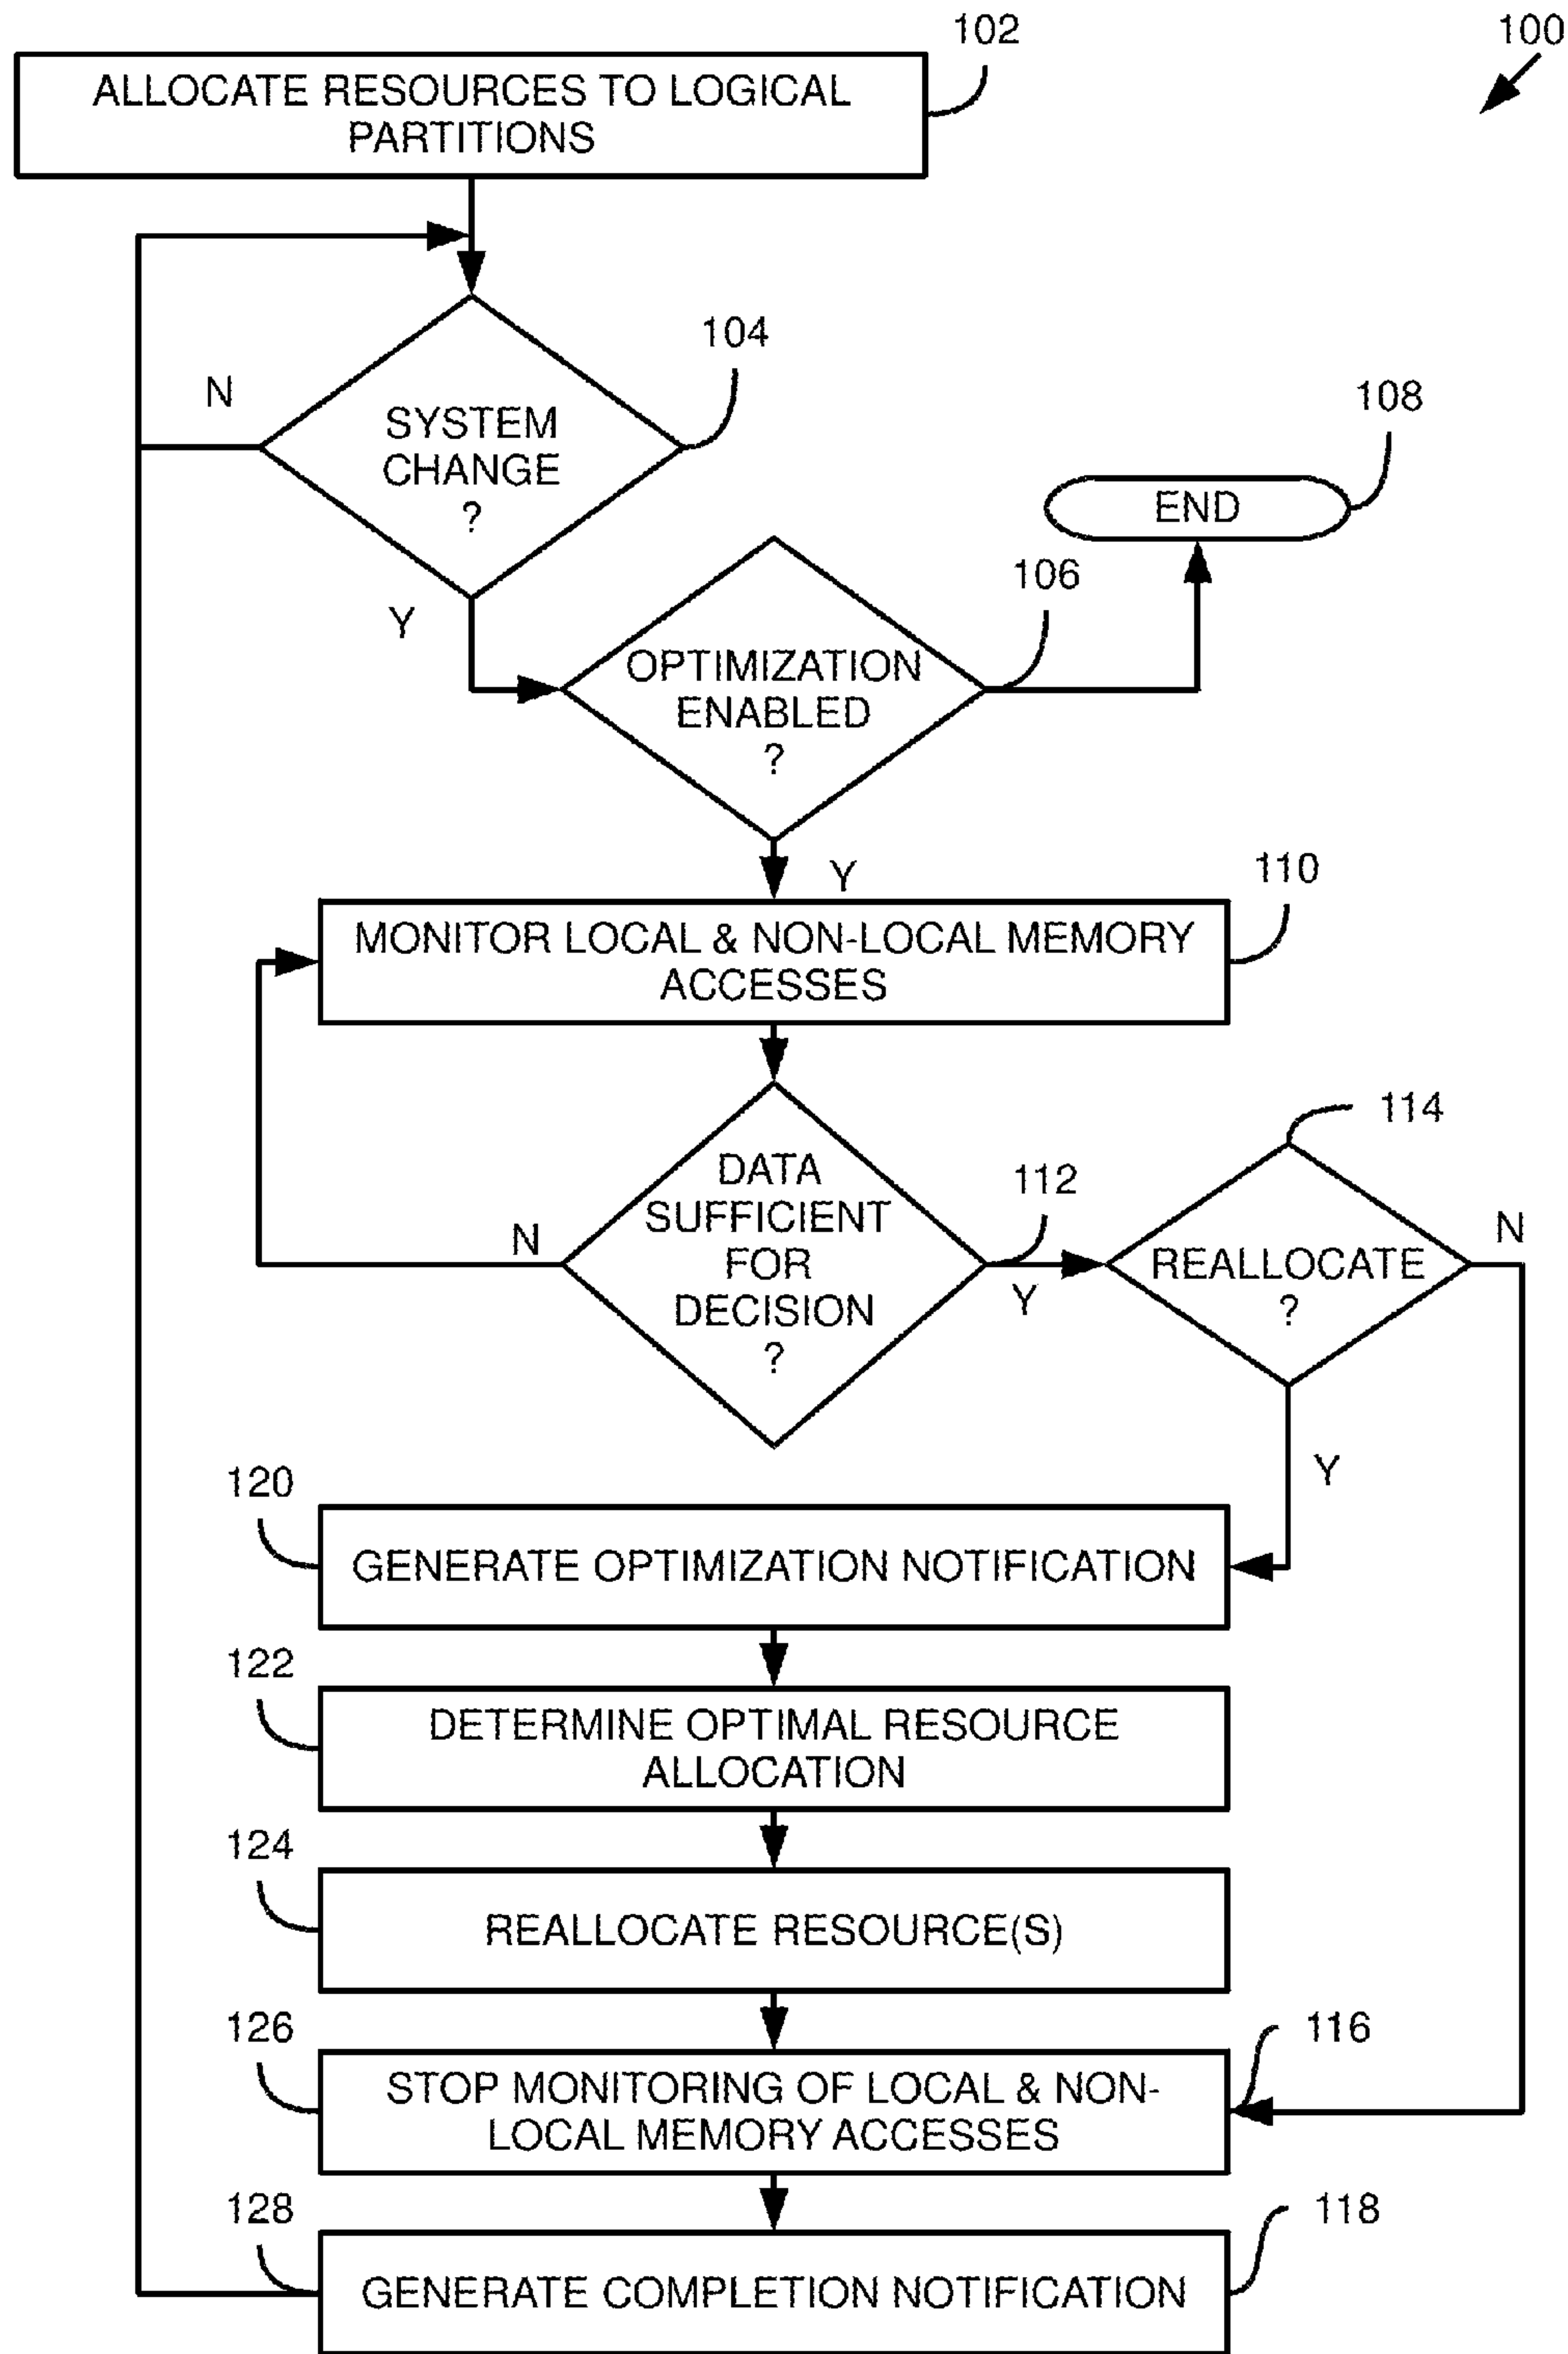 102
100
ALLOCATE RESOURCES TO LOGICAL
PARTITIONS
104
N
SYSTEM
CHANGE
?
108
END
Y
106
OPTIMIZATION
ENABLED
?
Y
110
MONITOR LOCAL & NON-LOCAL MEMORY
ACCESSES
114
DATA
SUFFICIENT
FOR
DECISION
?
112
N
Y
REALLOCATE
?
N
Y
120
GENERATE OPTIMIZATION NOTIFICATION
122
DETERMINE OPTIMAL RESOURCE
ALLOCATION
124
REALLOCATE RESOURCE(S)
126
116
STOP MONITORING OF LOCAL & NON-
LOCAL MEMORY ACCESSES
128
118
GENERATE COMPLETION NOTIFICATION